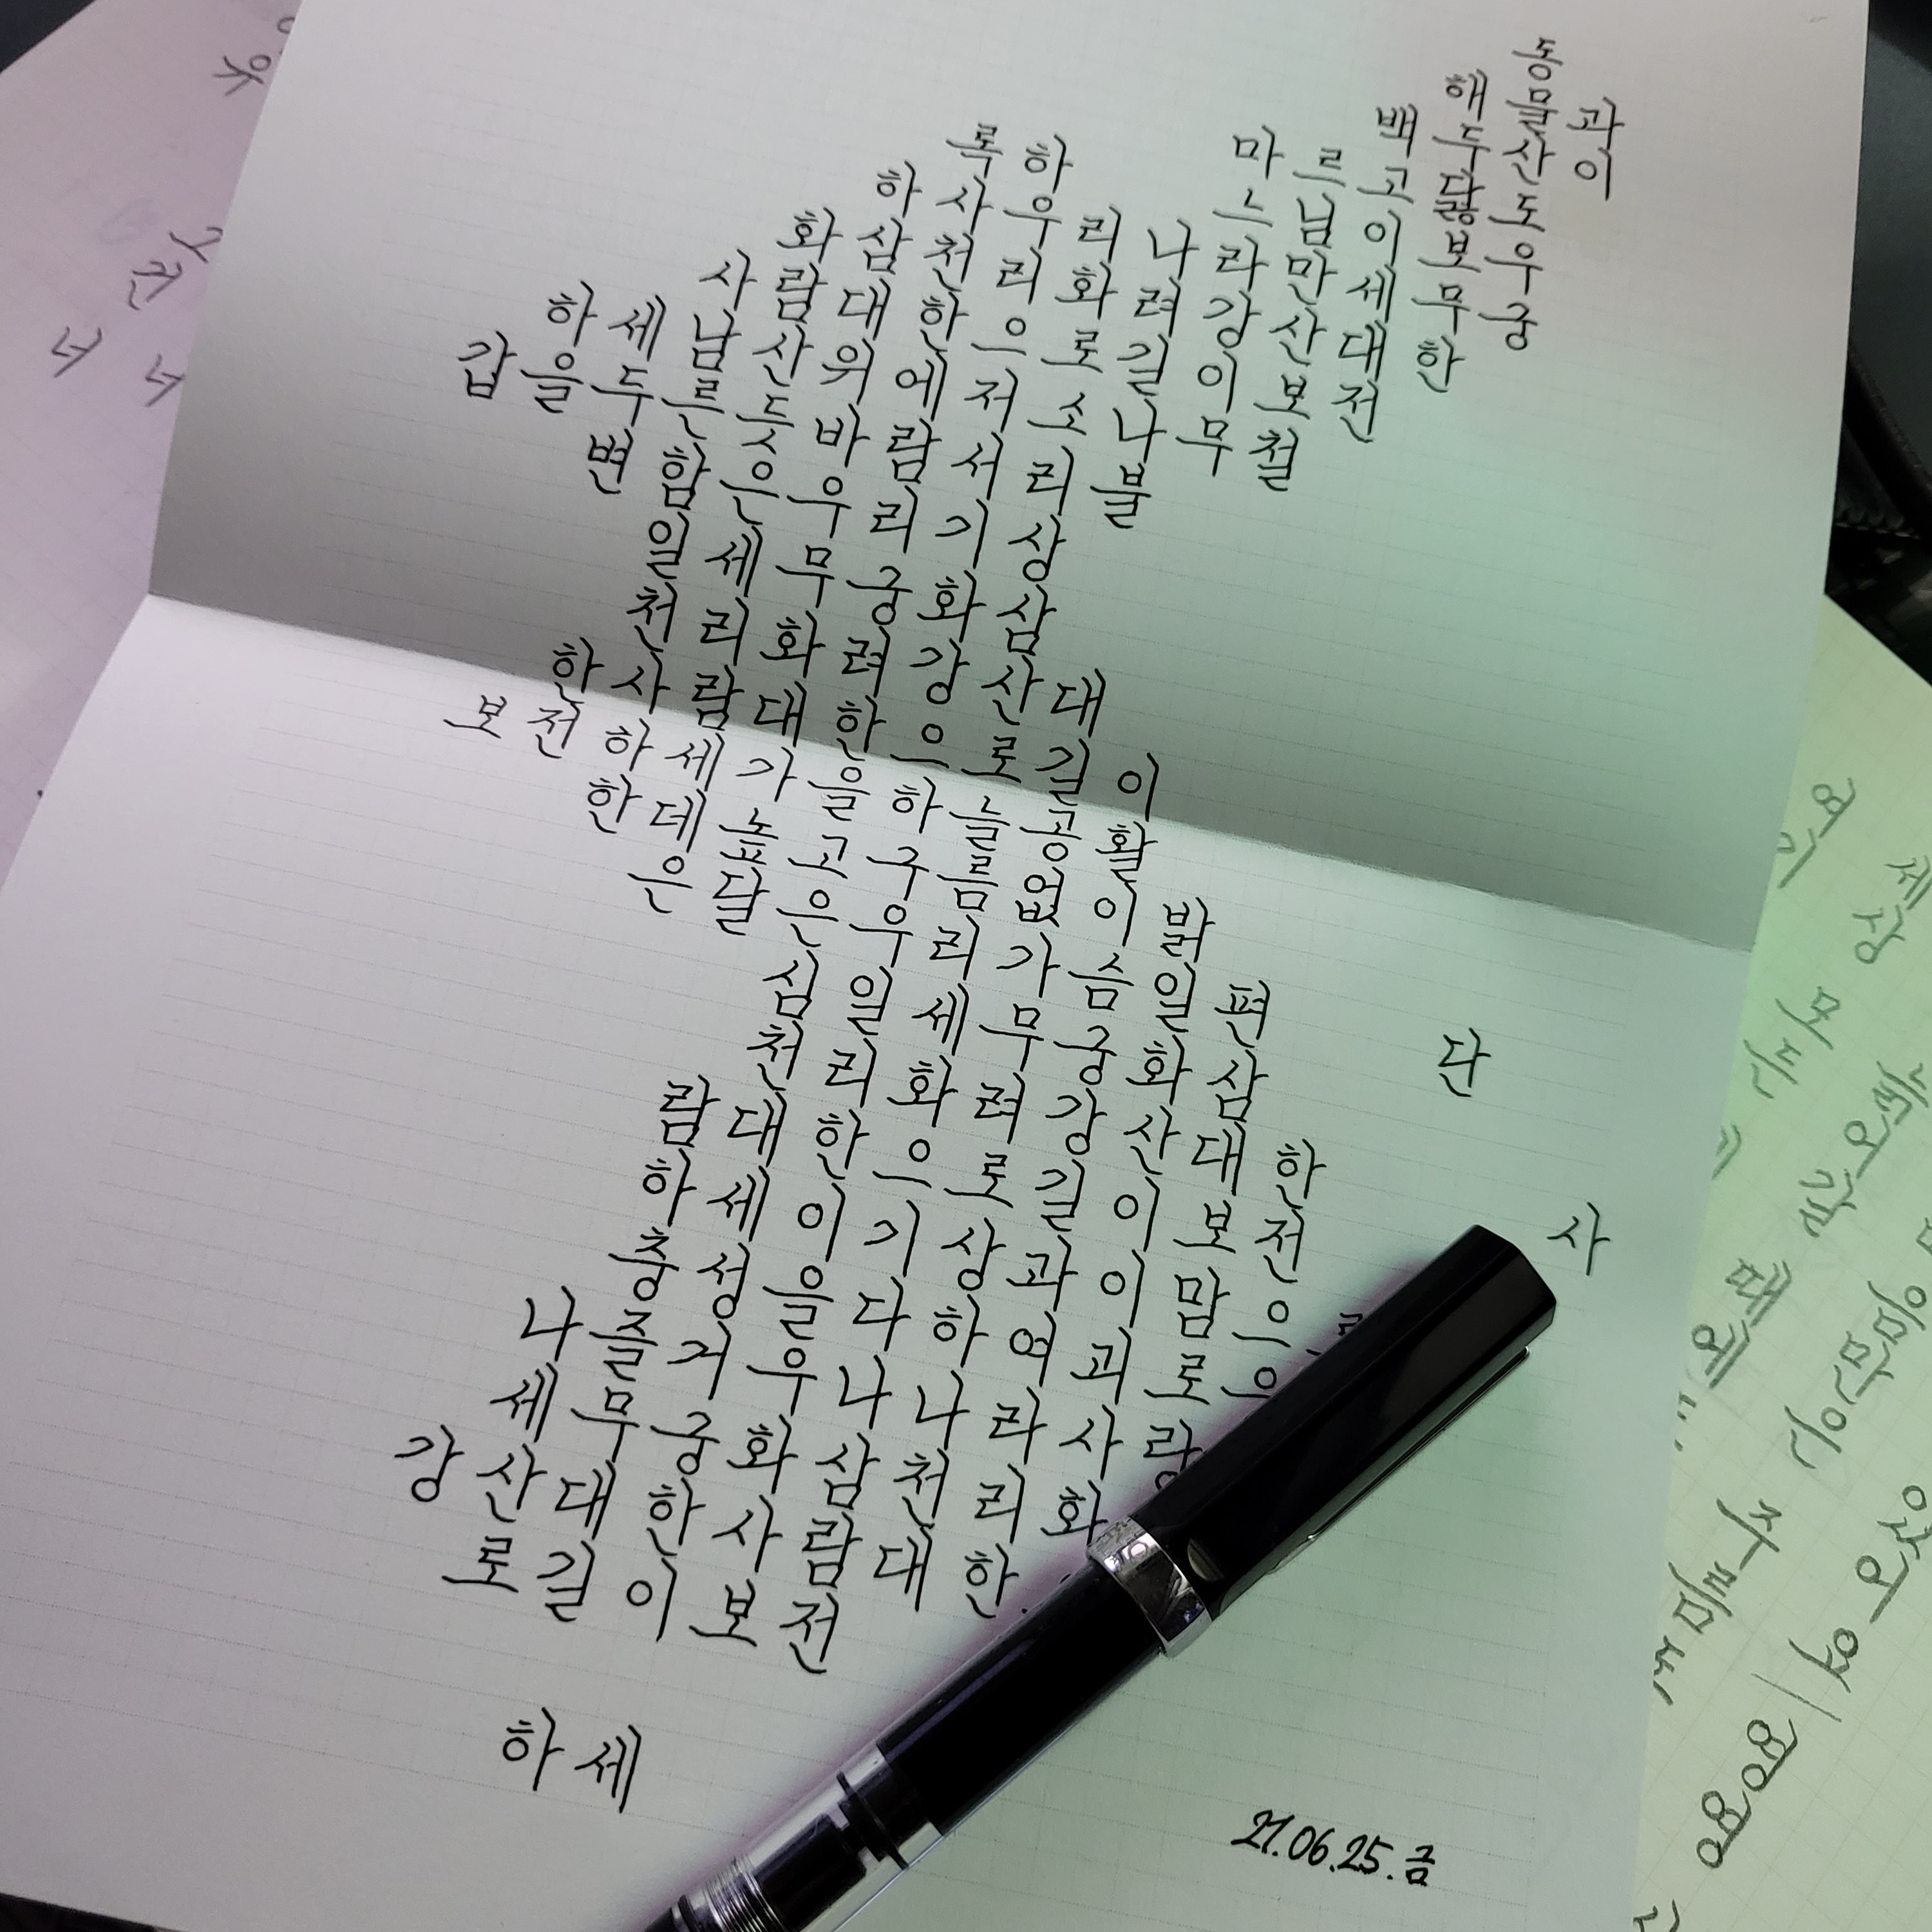 동
해물과
백두산이
마르고닳도
록하느님이보우
하사우리나라만세무궁
화삼천리화려강산대한
사람대한으로길이보전
하세남산위에저소나무철
갑을두른듯바람서리불
변함은우리기상
일세무궁화삼
천리화려강산대
한사람대한으로길이
보전하세가을하늘공활
한데높고구름없이밝
은달은우리가슴일편 단
심일세무궁화삼
천리화려강산대한 사
람대한으로길이보전
하세이기상과이맘으
충성을다하여괴로
나즐거우나나라사랑
세무궁화삼천리화
강산대한사람대한
로길이보전
하세
21.06.25.금